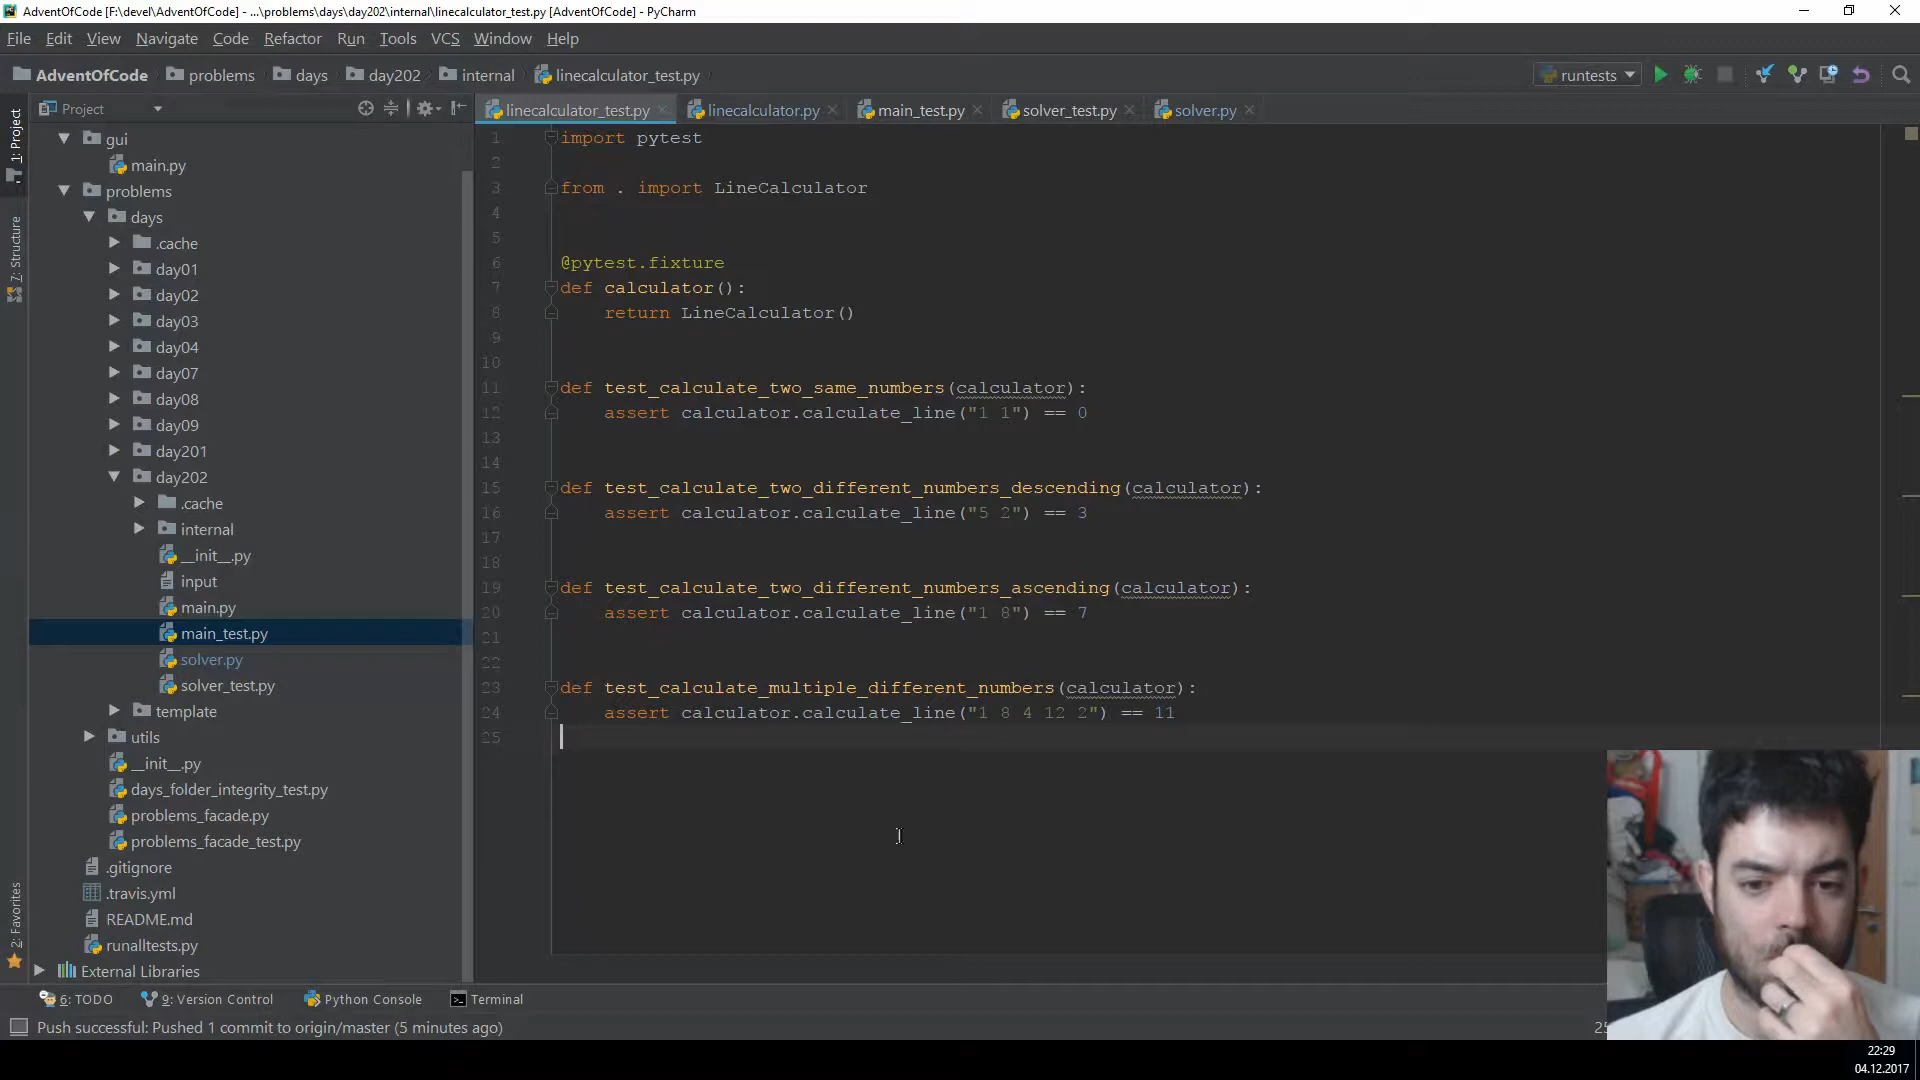 AdventOfCode [F:\devel\AdventOfCode] - ...\problems\days\day202\internal\linecalculator_test.py [AdventOfCode] - PyCharm
File Edit View Navigate Code Refactor Run Tools VCS Window Help
AdventOfCode problems days day202 internal linecalculator_test.py runtests
1: Project
7: Structure
2: Favorites
Project
gui
main.py
problems
days
.cache
day01
day02
day03
day04
day07
day08
day09
day201
day202
.cache
internal
__init__.py
input
main.py
main_test.py
solver.py
solver_test.py
template
utils
__init__.py
days_folder_integrity_test.py
problems_facade.py
problems_facade_test.py
.gitignore
.travis.yml
README.md
runalltests.py
External Libraries
linecalculator_test.py linecalculator.py main_test.py solver_test.py solver.py
1 import pytest
2
3 from . import LineCalculator
4
5
6 @pytest.fixture
7 def calculator():
8 return LineCalculator()
9
10
11 def test_calculate_two_same_numbers(calculator):
12 assert calculator.calculate_line("1 1") == 0
13
14
15 def test_calculate_two_different_numbers_descending(calculator):
16 assert calculator.calculate_line("5 2") == 3
17
18
19 def test_calculate_two_different_numbers_ascending(calculator):
20 assert calculator.calculate_line("1 8") == 7
21
22
23 def test_calculate_multiple_different_numbers(calculator):
24 assert calculator.calculate_line("1 8 4 12 2") == 11
25
6: TODO 9: Version Control Python Console Terminal
Push successful: Pushed 1 commit to origin/master (5 minutes ago)
22:29
04.12.2017